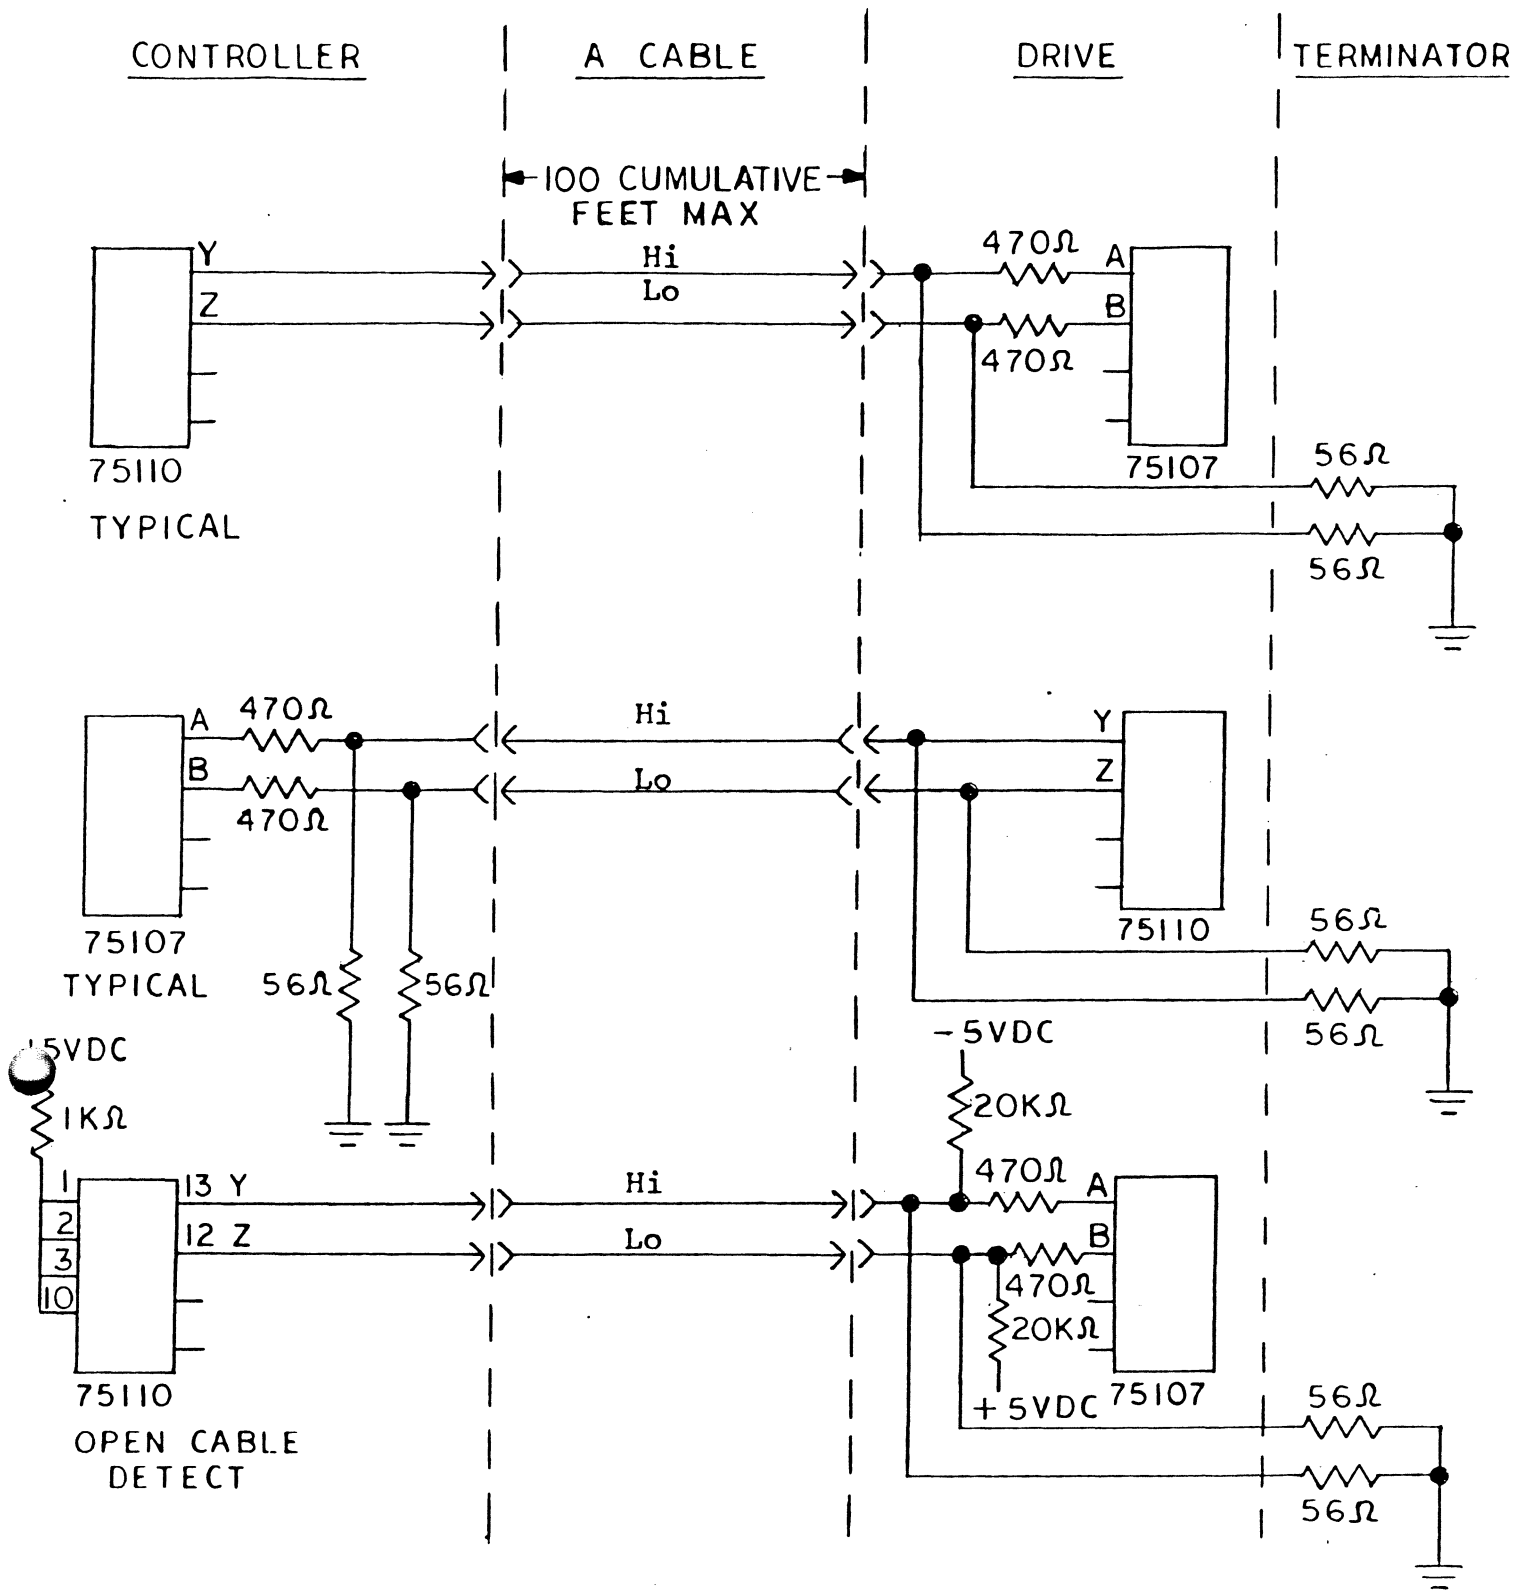 CONTROLLER
A CABLE
DRIVE
TERMINATOR
100 CUMULATIVE
FEET MAX
Y
Z
Hi
Lo
470Ω
A
B
470Ω
75110
TYPICAL
75107
56Ω
56Ω
A
B
470Ω
470Ω
Hi
Lo
Y
Z
75107
TYPICAL
56Ω
56Ω
75110
56Ω
56Ω
5VDC
1KΩ
-5VDC
20KΩ
1
2
3
10
13 Y
12 Z
Hi
Lo
470Ω
A
B
470Ω
20KΩ
+5VDC
75110
OPEN CABLE
DETECT
75107
56Ω
56Ω